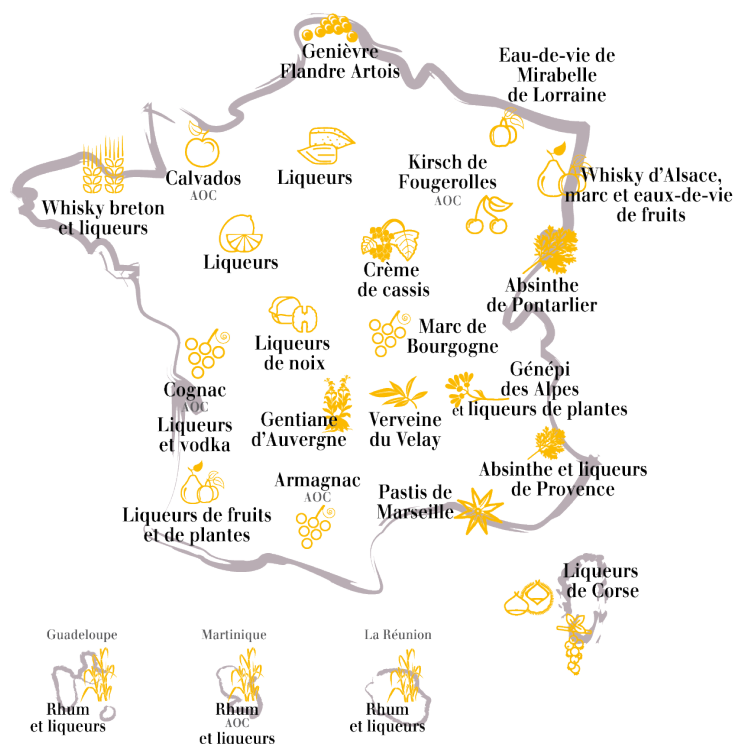 Genièvre
Flandre Artois
Eau-de-vie de
Mirabelle
de Lorraine
Calvados
AOC
Liqueurs
Kirsch de
Fougerolles
AOC
Whisky d'Alsace,
marc et eaux-de-vie
de fruits
Whisky breton
et liqueurs
Liqueurs
Crème
de cassis
Absinthe
de Pontarlier
Liqueurs
de noix
Marc de
Bourgogne
Cognac
AOC
Liqueurs
et vodka
Gentiane
d'Auvergne
Verveine
du Velay
Génépi
des Alpes
et liqueurs de plantes
Absinthe et liqueurs
de Provence
Armagnac
AOC
Pastis de
Marseille
Liqueurs de fruits
et de plantes
Liqueurs
de Corse
Guadeloupe
Rhum
et liqueurs
Martinique
Rhum
AOC
et liqueurs
La Réunion
Rhum
et liqueurs